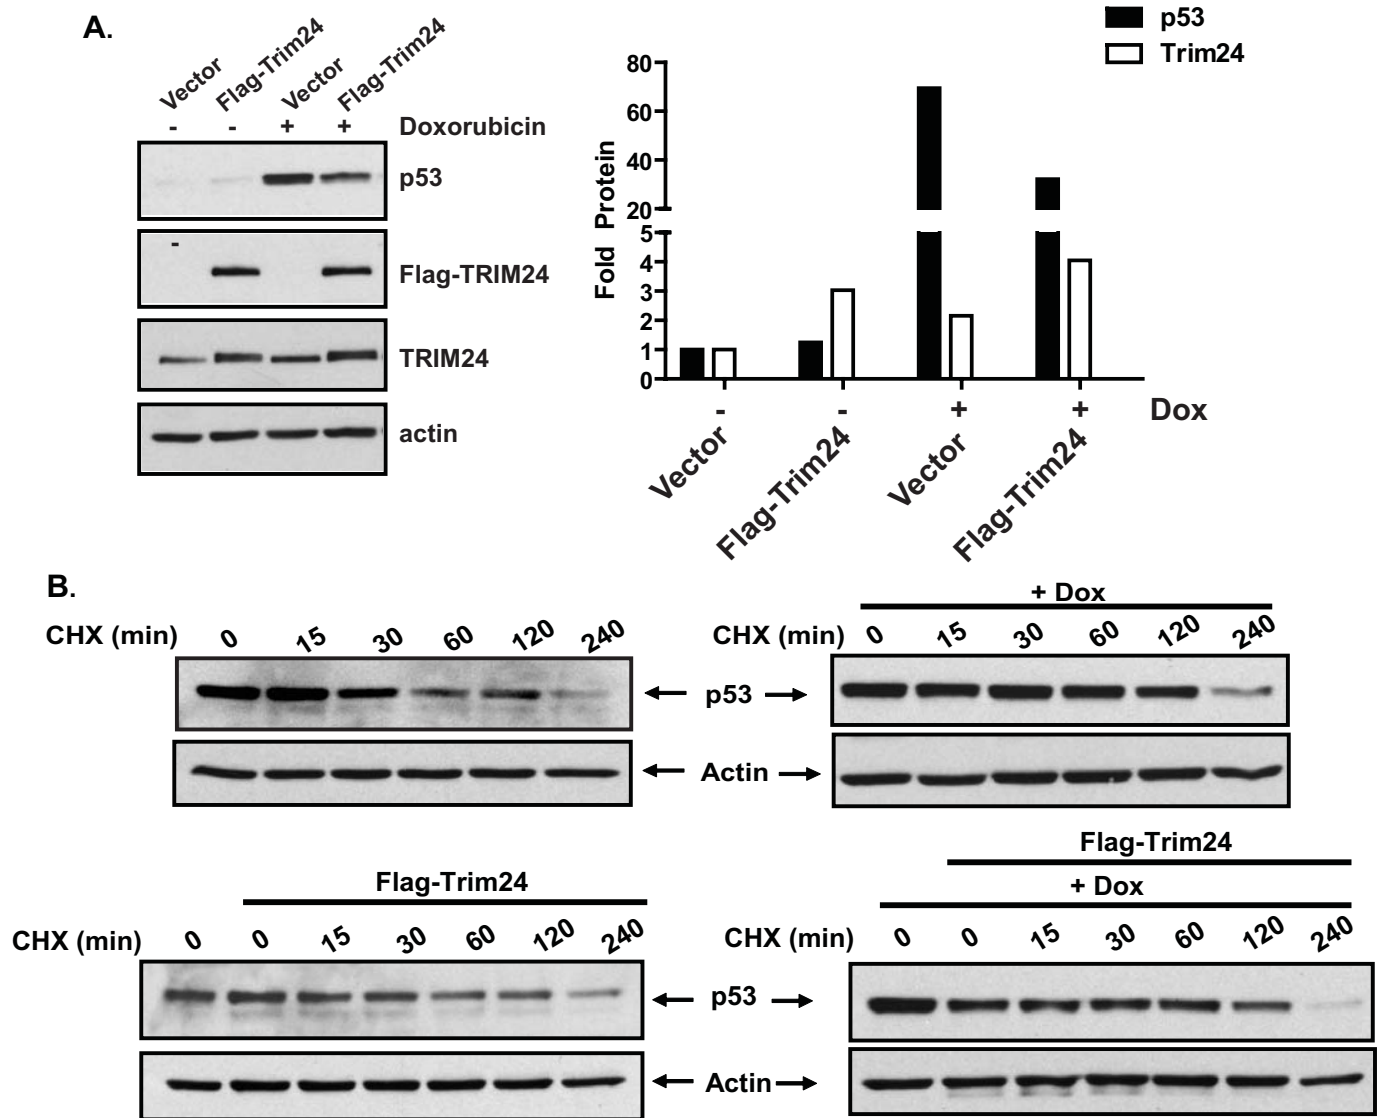 A.
Vector Flag-Trim24 Vector Flag-Trim24
- - + + Doxorubicin
p53
-
Flag-TRIM24
TRIM24
actin
p53
Trim24
Fold Protein
80
60
40
20
5
4
3
2
1
0
- - + + Dox
Vector Flag-Trim24 Vector Flag-Trim24
B.
CHX (min) 0 15 30 60 120 240
p53
Actin
+ Dox
CHX (min) 0 15 30 60 120 240
Flag-Trim24
CHX (min) 0 0 15 30 60 120 240
p53
Actin
Flag-Trim24
+ Dox
CHX (min) 0 0 15 30 60 120 240